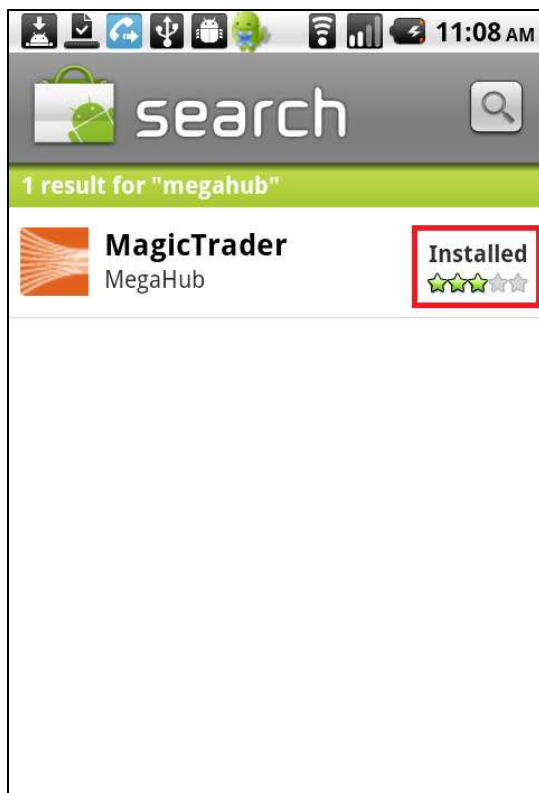 11:08 AM
search
1 result for "megahub"
MagicTrader
Installed
MegaHub